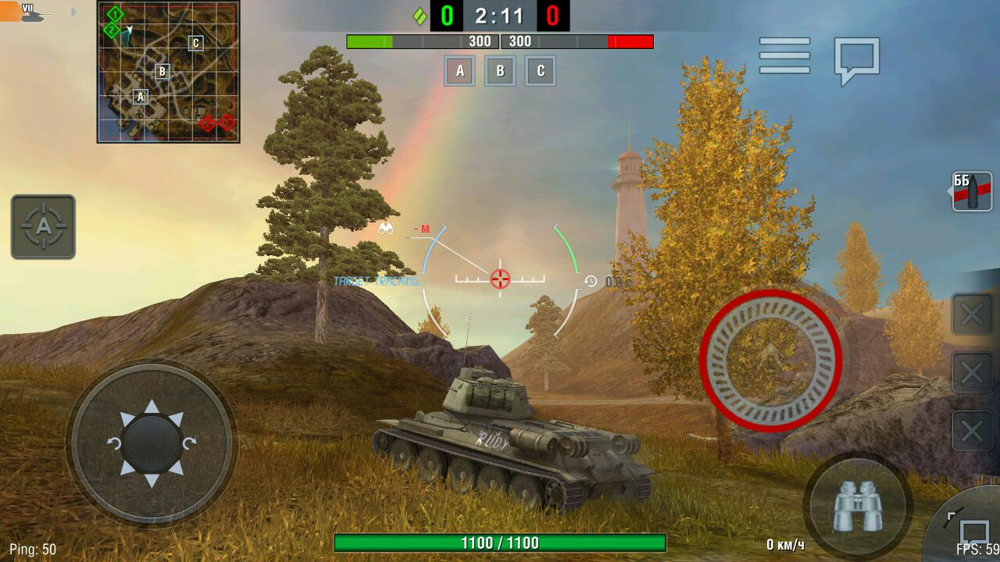 VII
0 2:11 0
300 300
A B C
1
2
C
B
A
2 1
ББ
A
- M
TARGET TRACKING...
RUDY
1100 / 1100
0 км/ч
Ping: 50
FPS: 59